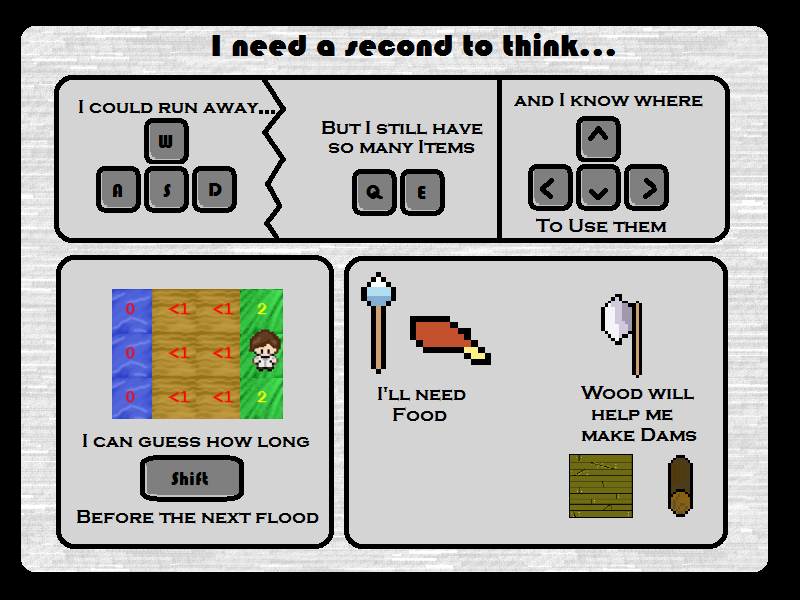 I need a second to think...
I could run away...
W
A S D
But I still have
so many Items
Q E
and I know where
To Use them
0 <1 <1 2
0 <1 <1
0 <1 <1 2
I can guess how long
Shift
Before the next flood
I'll need
Food
Wood will
help me
make Dams